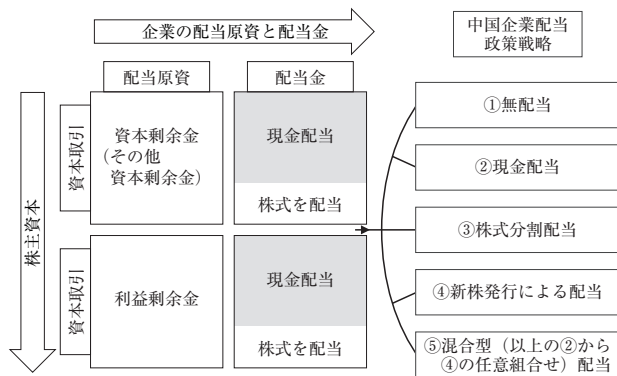 企業の配当原資と配当金
中国企業配当
政策戦略
配当原資
配当金
株主資本
資本取引
資本剰余金
(その他
資本剰余金)
現金配当
株式を配当
資本取引
利益剰余金
現金配当
株式を配当
①無配当
②現金配当
③株式分割配当
④新株発行による配当
⑤混合型(以上の②から
④の任意組合せ)配当